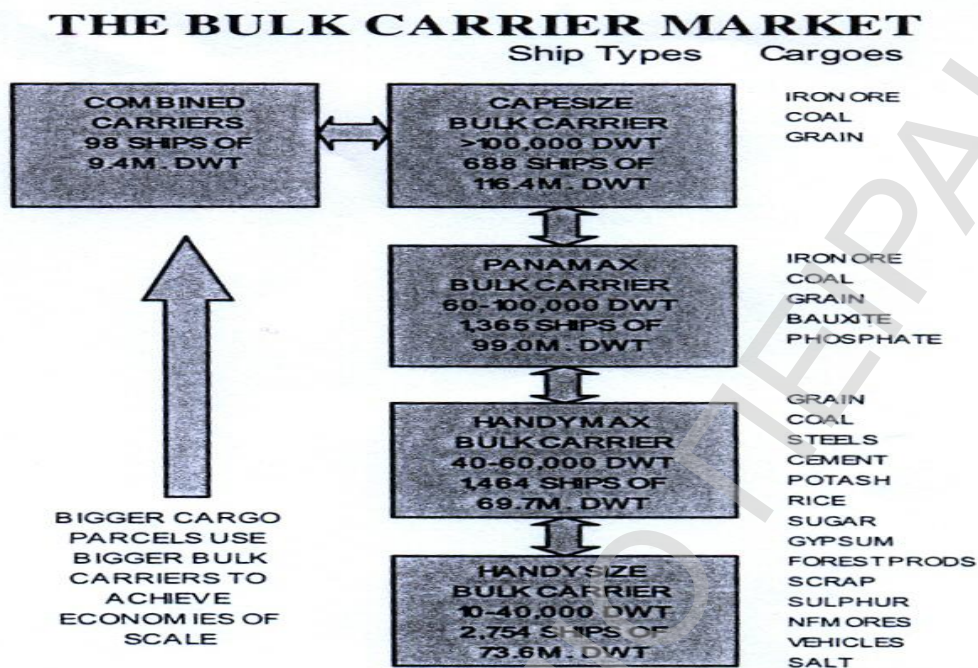 THE BULK CARRIER MARKET
Ship Types
Cargoes
COMBINED
CARRIERS
98 SHIPS OF
9.4M. DWT
CAPESIZE
BULK CARRIER
>100,000 DWT
688 SHIPS OF
116.4M. DWT
IRON ORE
COAL
GRAIN
PANAMAX
BULK CARRIER
60-100,000 DWT
1,365 SHIPS OF
99.0M. DWT
IRON ORE
COAL
GRAIN
BAUXITE
PHOSPHATE
HANDYMAX
BULK CARRIER
40-60,000 DWT
1,464 SHIPS OF
69.7M. DWT
HANDYSIZE
BULK CARRIER
10-40,000 DWT
2,754 SHIPS OF
73.6M. DWT
GRAIN
COAL
STEELS
CEMENT
POTASH
RICE
SUGAR
GYPSUM
FOREST PRODS
SCRAP
SULPHUR
NFM ORES
VEHICLES
SALT
BIGGER CARGO
PARCELS USE
BIGGER BULK
CARRIERS TO
ACHIEVE
ECONOMIES OF
SCALE